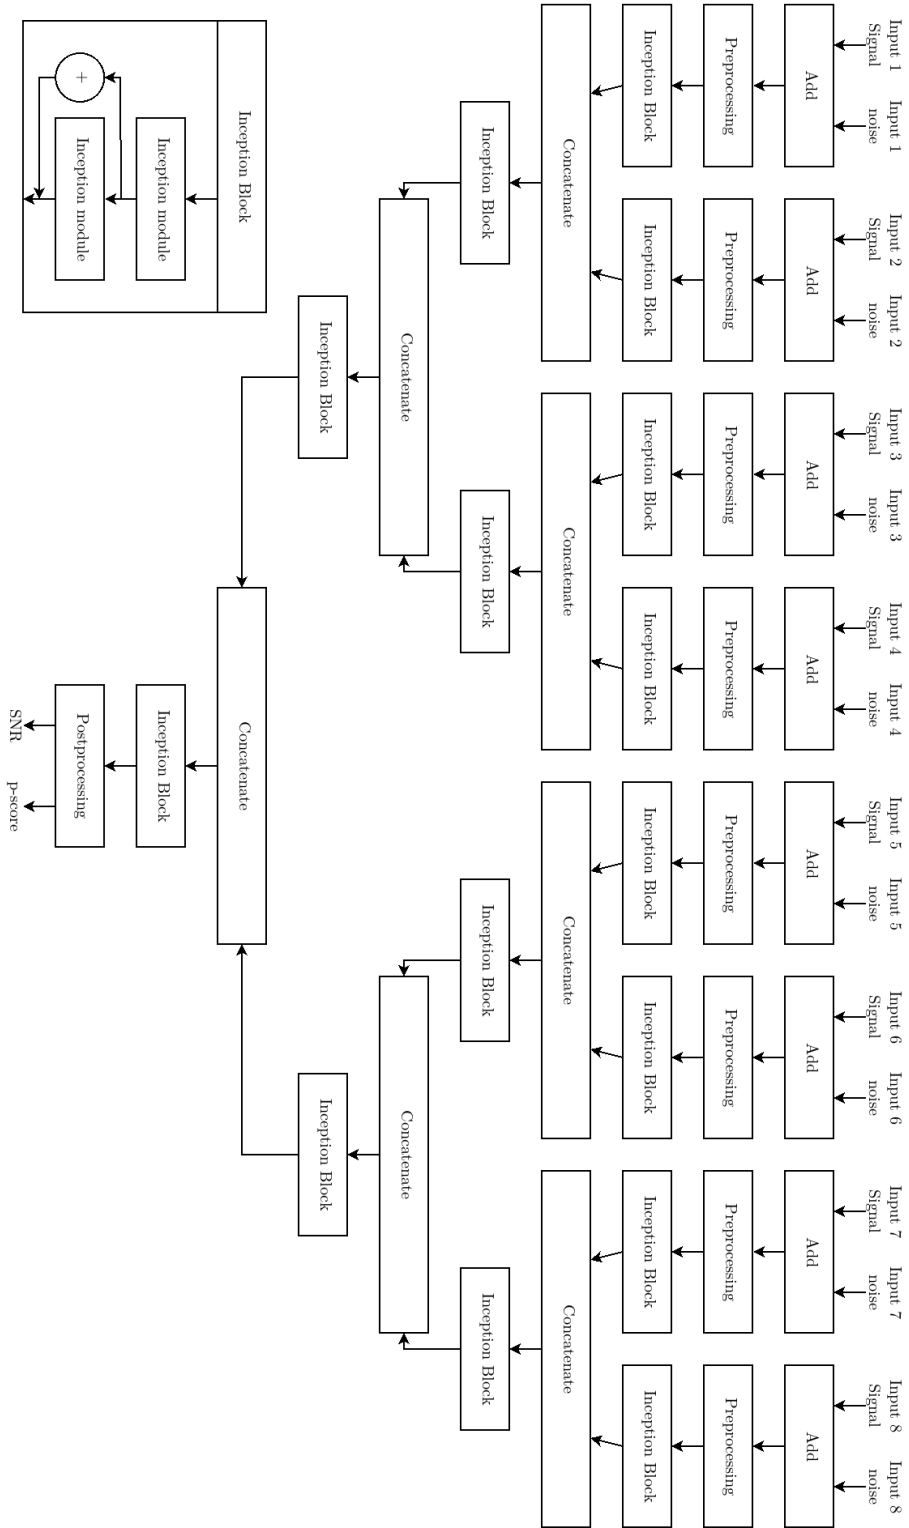 Input 1
Signal
Input 1
noise
Input 2
Signal
Input 2
noise
Input 3
Signal
Input 3
noise
Input 4
Signal
Input 4
noise
Input 5
Signal
Input 5
noise
Input 6
Signal
Input 6
noise
Input 7
Signal
Input 7
noise
Input 8
Signal
Input 8
noise
Add
Add
Add
Add
Add
Add
Add
Add
Preprocessing
Preprocessing
Preprocessing
Preprocessing
Preprocessing
Preprocessing
Preprocessing
Preprocessing
Inception Block
Inception Block
Inception Block
Inception Block
Inception Block
Inception Block
Inception Block
Inception Block
Concatenate
Concatenate
Concatenate
Concatenate
Inception Block
Inception Block
Inception Block
Inception Block
Concatenate
Concatenate
Inception Block
Inception Block
Concatenate
Inception Block
Postprocessing
SNR
p-score
Inception Block
Inception module
+
Inception module